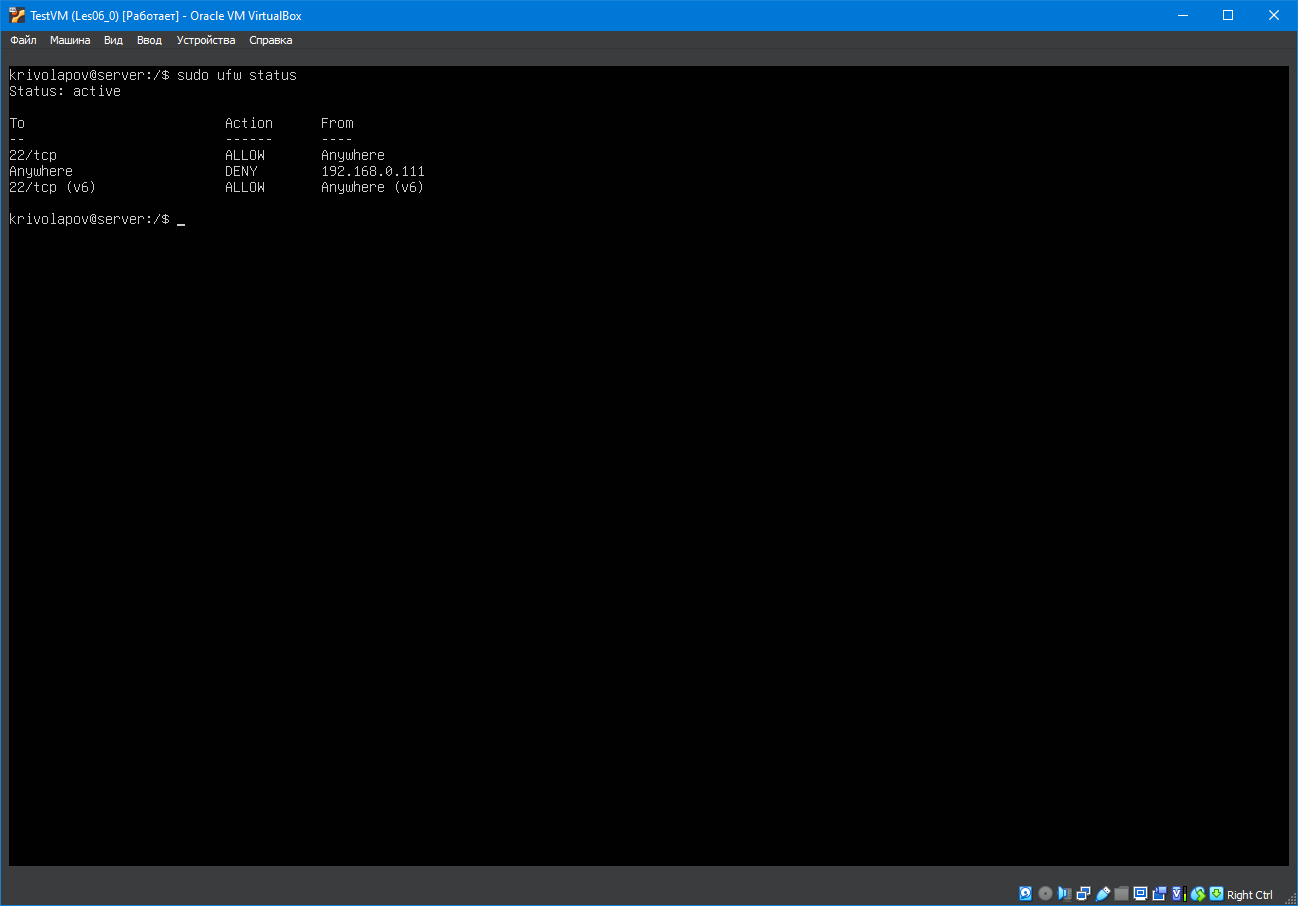 TestVM (Les06_0) [Работает] - Oracle VM VirtualBox
Файл Машина Вид Ввод Устройства Справка
krivolapov@server:/$ sudo ufw status
Status: active
To Action From
-- ------ ----
22/tcp ALLOW Anywhere
Anywhere DENY 192.168.0.111
22/tcp (v6) ALLOW Anywhere (v6)
krivolapov@server:/$ _
Right Ctrl